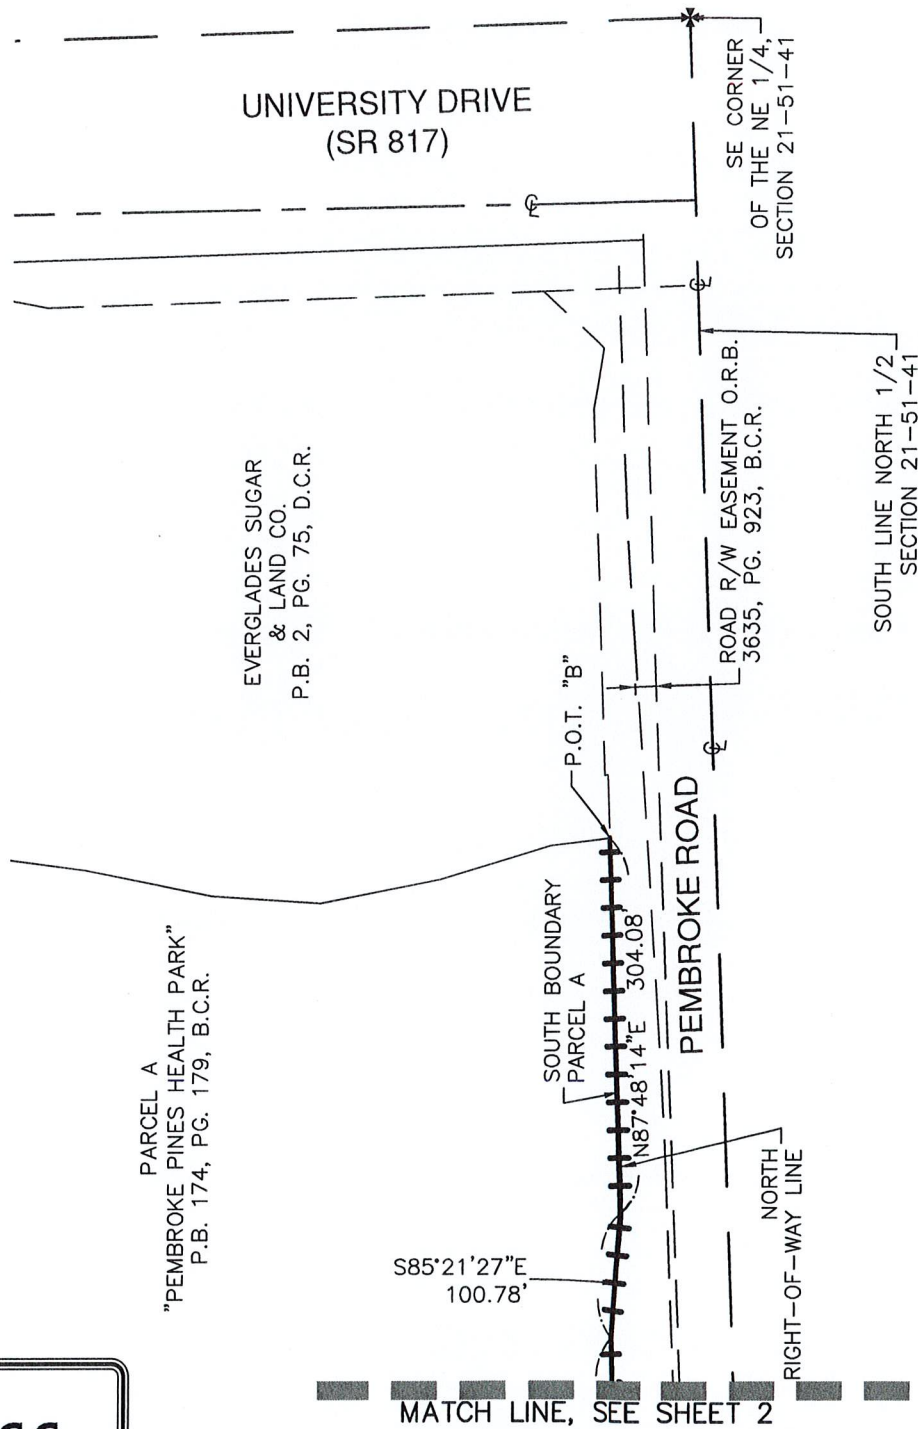 UNIVERSITY DRIVE
(SR 817)
SE CORNER
OF THE NE 1/4,
SECTION 21-51-41
EVERGLADES SUGAR
& LAND CO.
P.B. 2, PG. 75, D.C.R.
ROAD R/W EASEMENT O.R.B.
3635, PG. 923, B.C.R.
SOUTH LINE NORTH 1/2
SECTION 21-51-41
P.O.T. "B"
PEMBROKE ROAD
PARCEL A
"PEMBROKE PINES HEALTH PARK"
P.B. 174, PG. 179, B.C.R.
SOUTH BOUNDARY
PARCEL A
N87°48'14"E 304.08'
NORTH
RIGHT-OF-WAY LINE
S85°21'27"E
100.78'
MATCH LINE, SEE SHEET 2